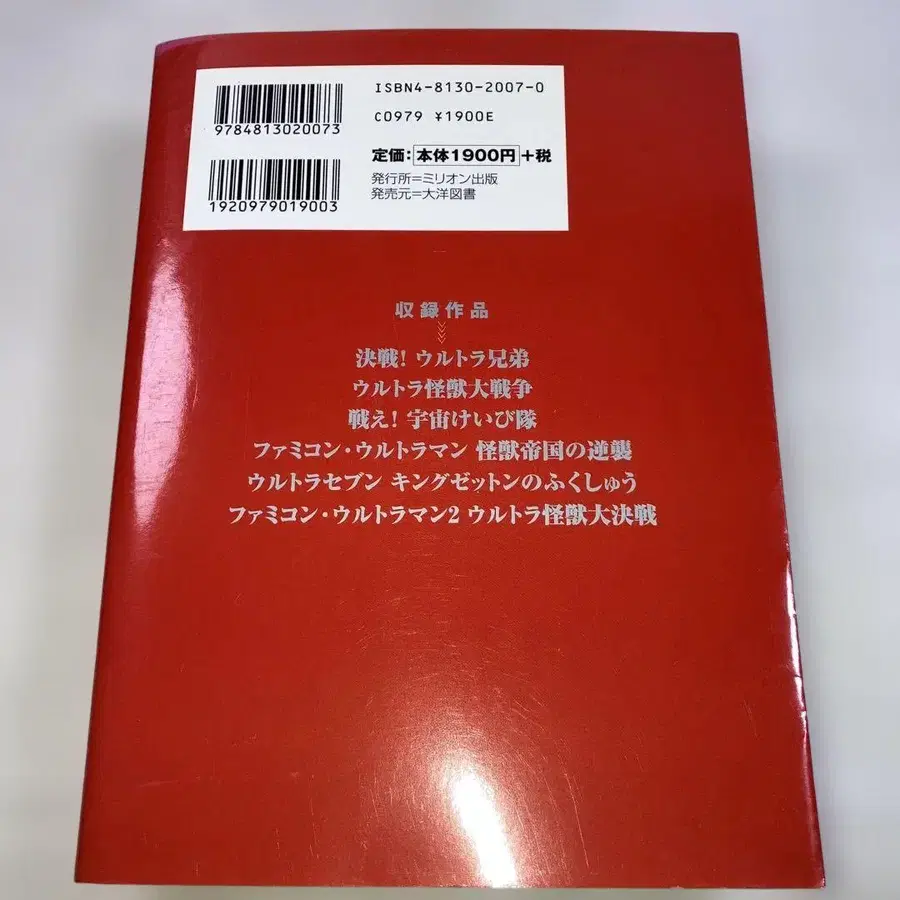 ISBN4-8130-2007-0
9784813020073
C0979 ¥1900E
定価：本体1900円+税
発行所＝ミリオン出版
発売元＝大洋図書
1920979019003
収録作品
決戦！ウルトラ兄弟
ウルトラ怪獣大戦争
戦え！宇宙けいび隊
ファミコン・ウルトラマン 怪獣帝国の逆襲
ウルトラセブン キングゼットンのふくしゅう
ファミコン・ウルトラマン2 ウルトラ怪獣大決戦